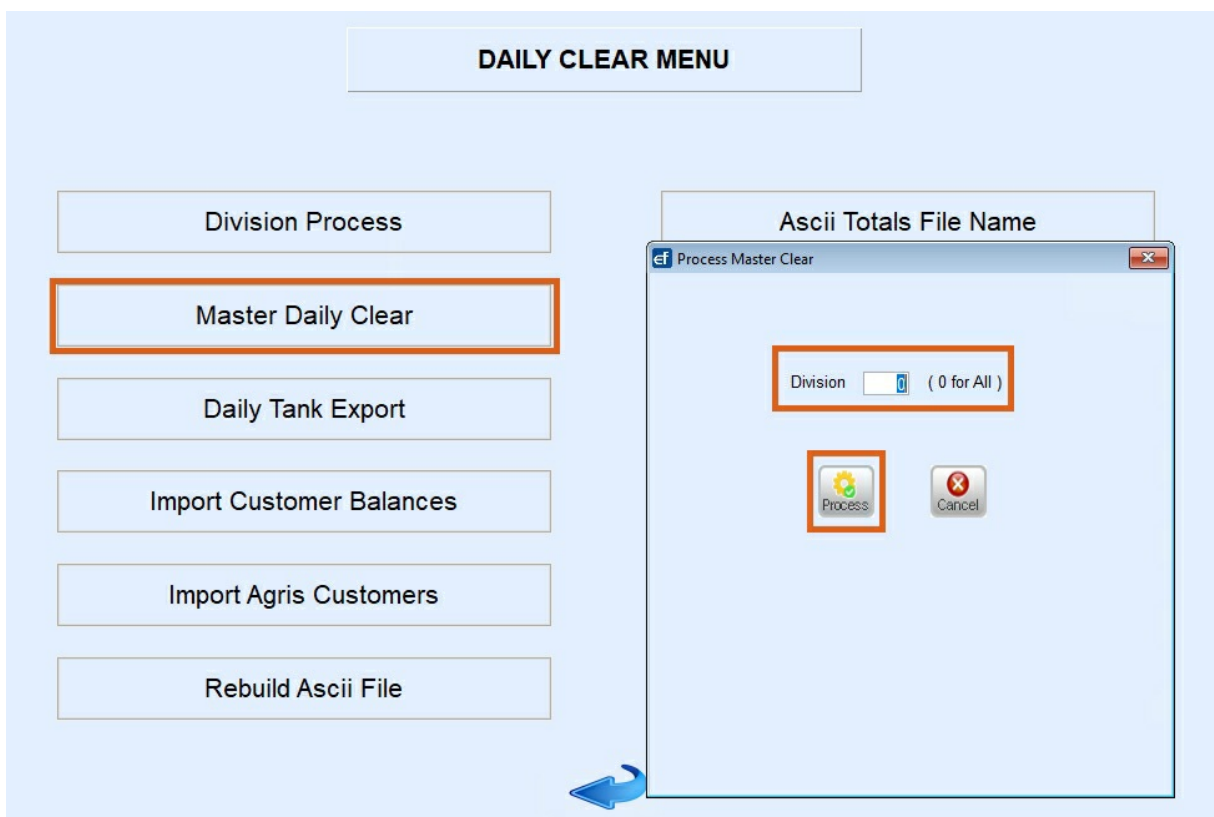 DAILY CLEAR MENU
Division Process
Master Daily Clear
Daily Tank Export
Import Customer Balances
Import Agris Customers
Rebuild Ascii File
Ascii Totals File Name
ef Process Master Clear
Division 0 ( 0 for All )
Process Cancel